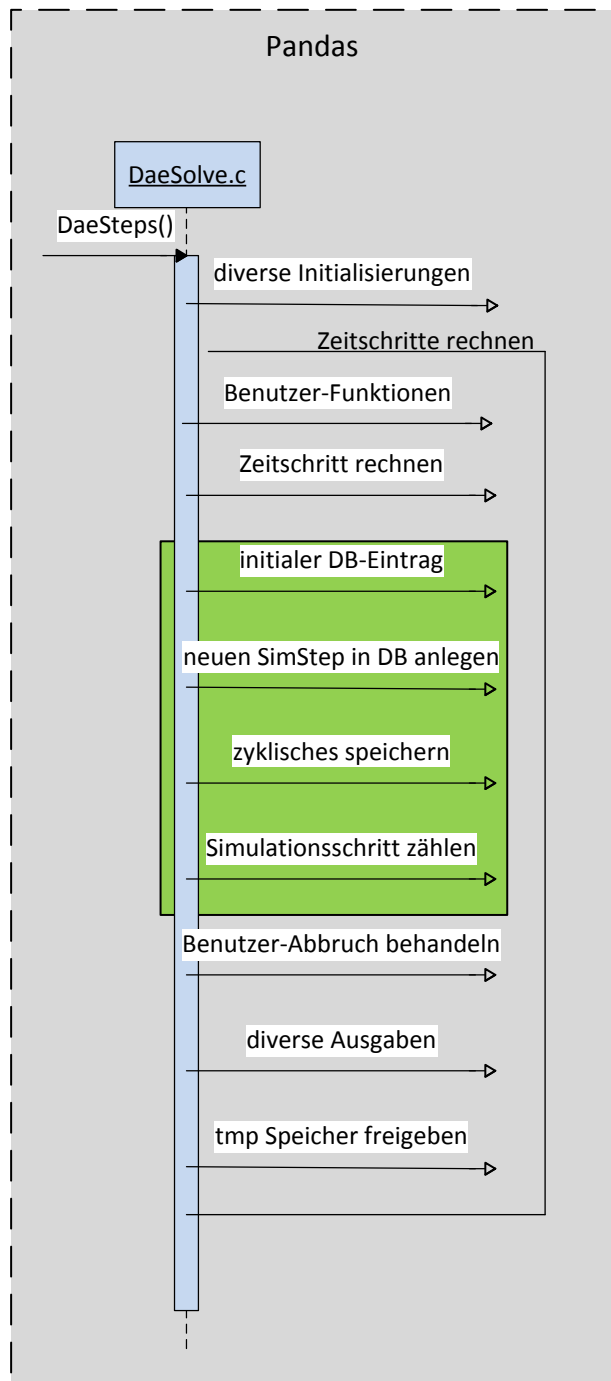 Pandas
DaeSolve.c
DaeSteps()
diverse Initialisierungen
Zeitschritte rechnen
Benutzer-Funktionen
Zeitschritt rechnen
initialer DB-Eintrag
neuen SimStep in DB anlegen
zyklisches speichern
Simulationsschritt zählen
Benutzer-Abbruch behandeln
diverse Ausgaben
tmp Speicher freigeben